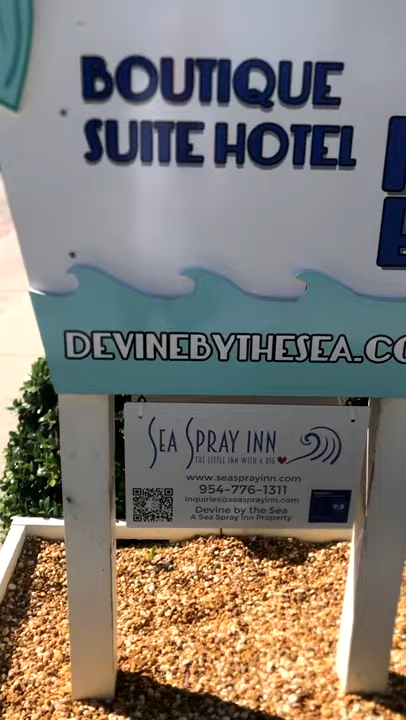 BOUTIQUE
SUITE HOTEL
DEVINEBYTHESEA.CO
SEA SPRAY INN
THE LITTLE INN WITH A BIG
www.seasprayinn.com
954-776-1311
inquiries@seasprayinn.com
Devine by the Sea
A Sea Spray Inn Property